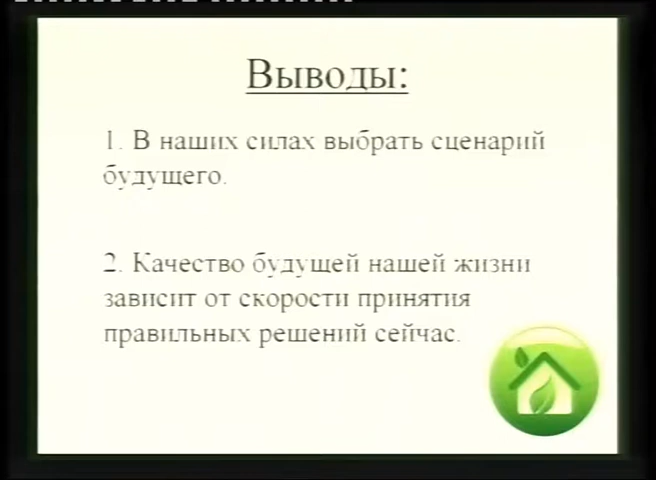 Выводы:
1. В наших силах выбрать сценарий
будущего.
2. Качество будущей нашей жизни
зависит от скорости принятия
правильных решений сейчас.